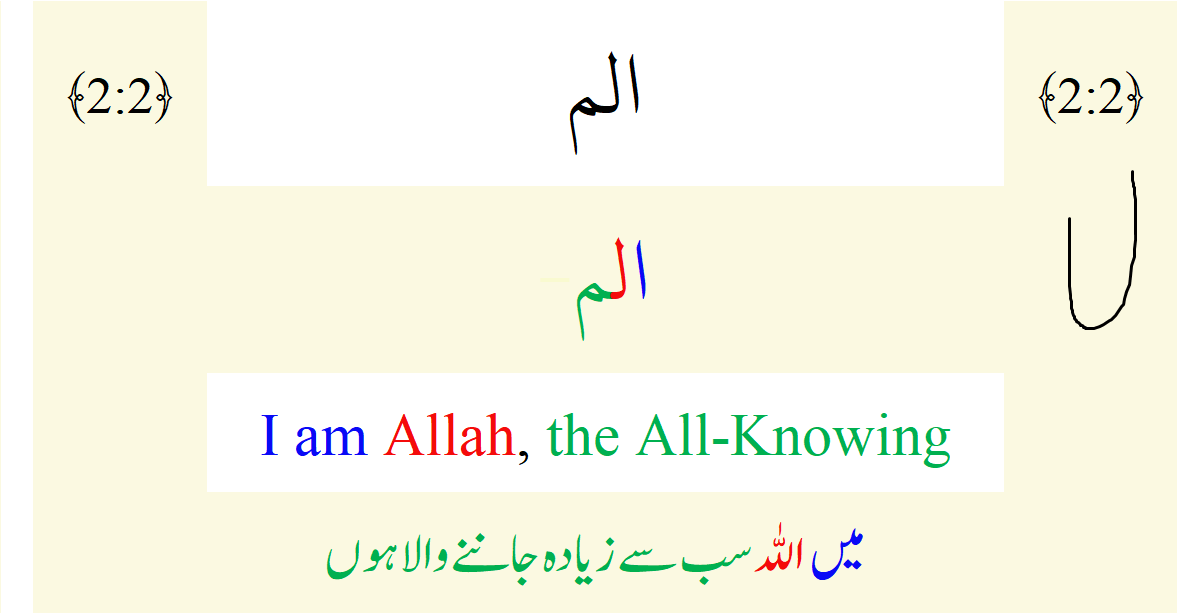 ﴿2:2﴾ الم ﴿2:2﴾
الم
I am Allah, the All-Knowing
میں اللہ سب سے زیادہ جاننے والا ہوں